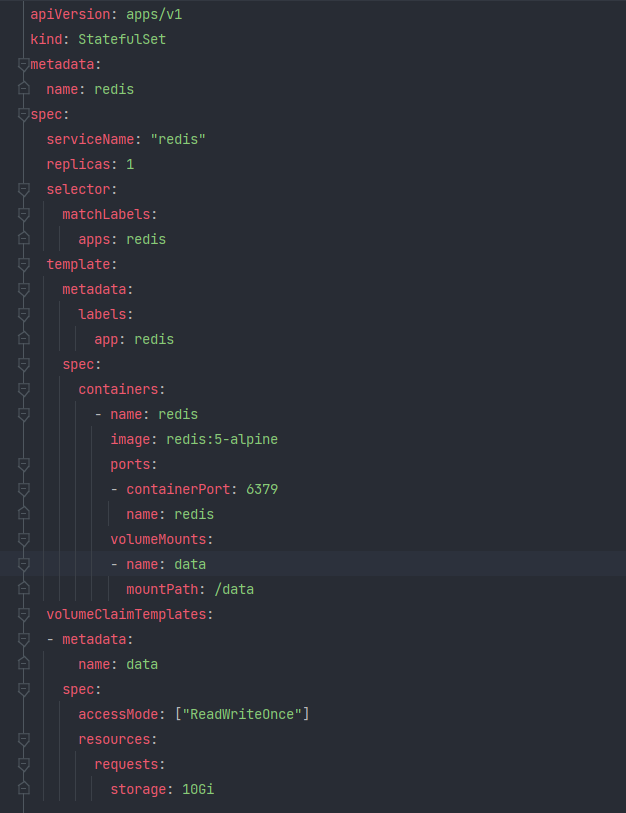 apiVersion: apps/v1
kind: StatefulSet
metadata:
  name: redis
spec:
  serviceName: "redis"
  replicas: 1
  selector:
    matchLabels:
      apps: redis
  template:
    metadata:
      labels:
        app: redis
    spec:
      containers:
        - name: redis
          image: redis:5-alpine
          ports:
          - containerPort: 6379
            name: redis
          volumeMounts:
          - name: data
            mountPath: /data
  volumeClaimTemplates:
  - metadata:
      name: data
    spec:
      accessMode: ["ReadWriteOnce"]
      resources:
        requests:
          storage: 10Gi